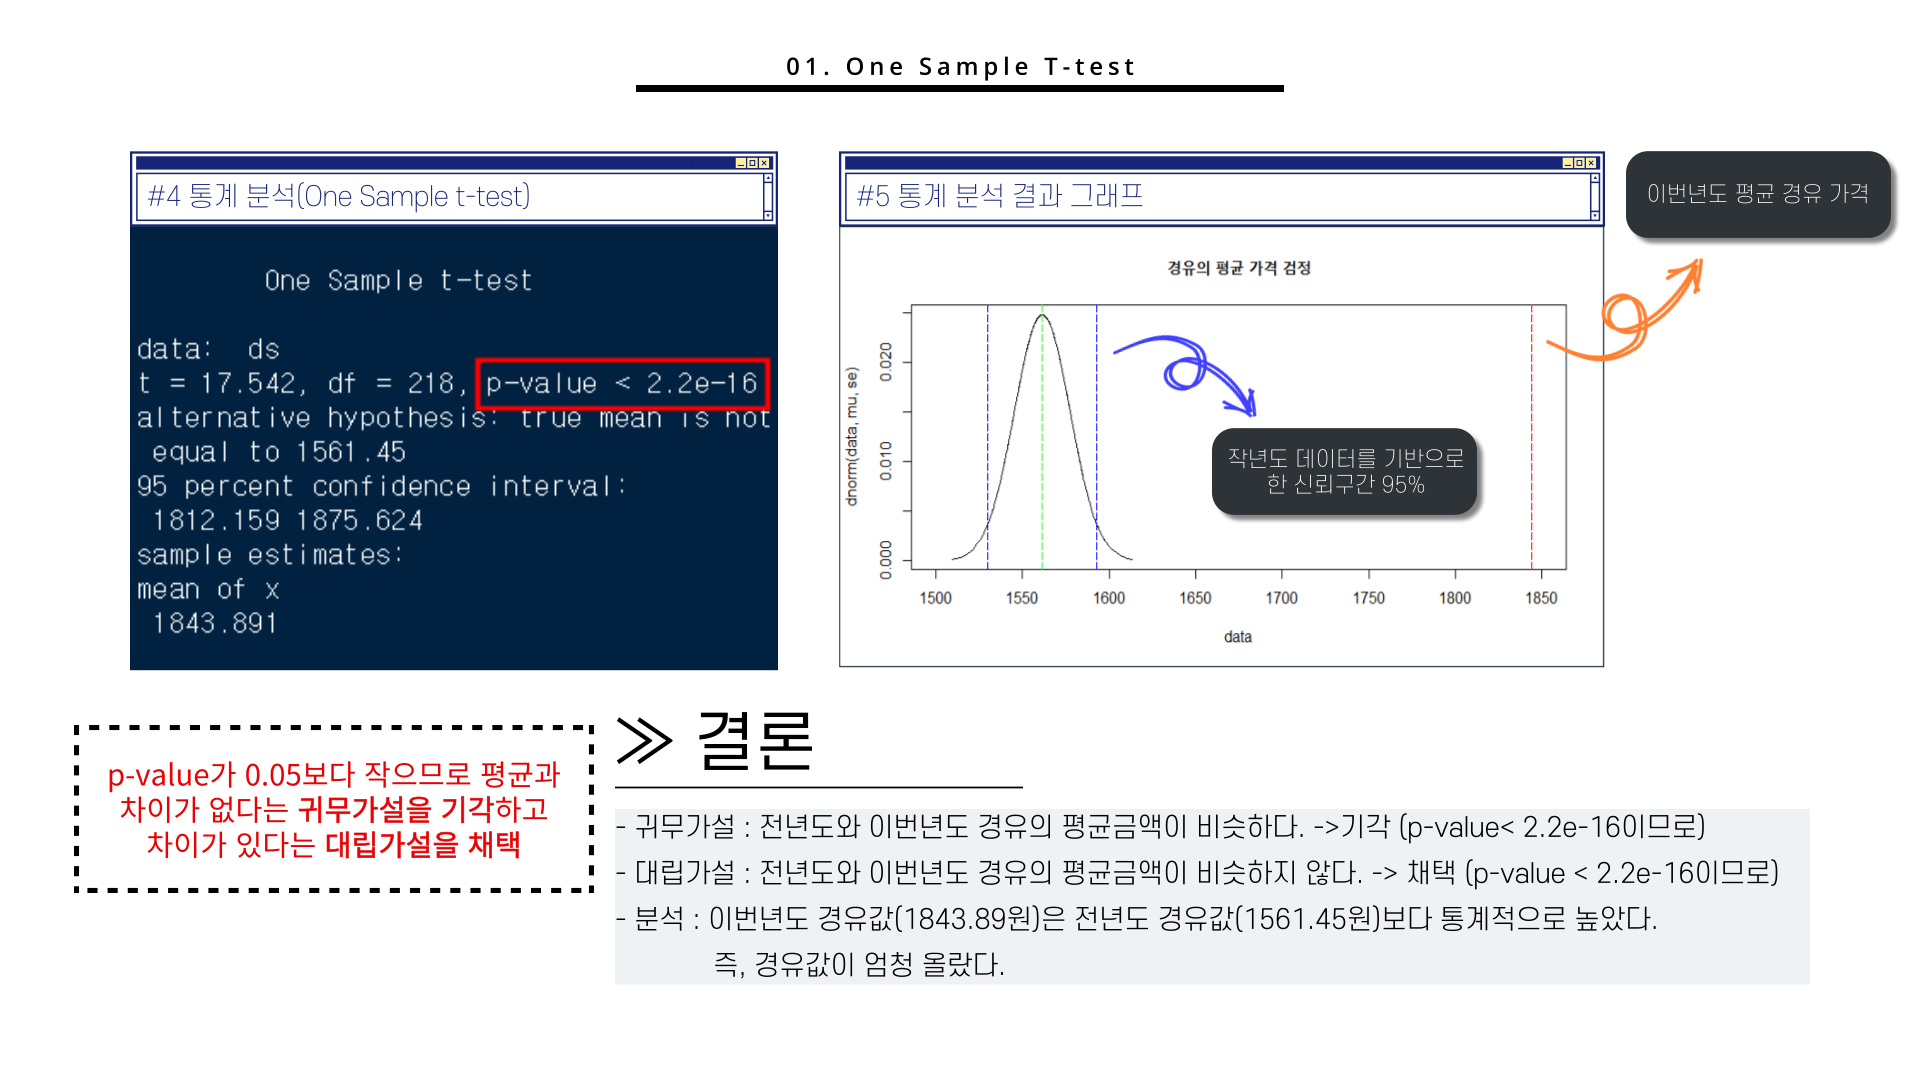 01. One Sample T-test
#4 통계 분석(One Sample t-test)
One Sample t-test
data: ds
t = 17.542, df = 218, p-value < 2.2e-16
alternative hypothesis: true mean is not
equal to 1561.45
95 percent confidence interval:
1812.159 1875.624
sample estimates:
mean of x
1843.891
#5 통계 분석 결과 그래프
경유의 평균 가격 검정
dnorm(data, mu, se)
0.020
0.010
0.000
1500 1550 1600 1650 1700 1750 1800 1850
data
이번년도 평균 경유 가격
작년도 데이터를 기반으로
한 신뢰구간 95%
p-value가 0.05보다 작으므로 평균과
차이가 없다는 귀무가설을 기각하고
차이가 있다는 대립가설을 채택
≫ 결론
- 귀무가설 : 전년도와 이번년도 경유의 평균금액이 비슷하다. ->기각 (p-value< 2.2e-16이므로)
- 대립가설 : 전년도와 이번년도 경유의 평균금액이 비슷하지 않다. -> 채택 (p-value < 2.2e-16이므로)
- 분석 : 이번년도 경유값(1843.89원)은 전년도 경유값(1561.45원)보다 통계적으로 높았다.
즉, 경유값이 엄청 올랐다.